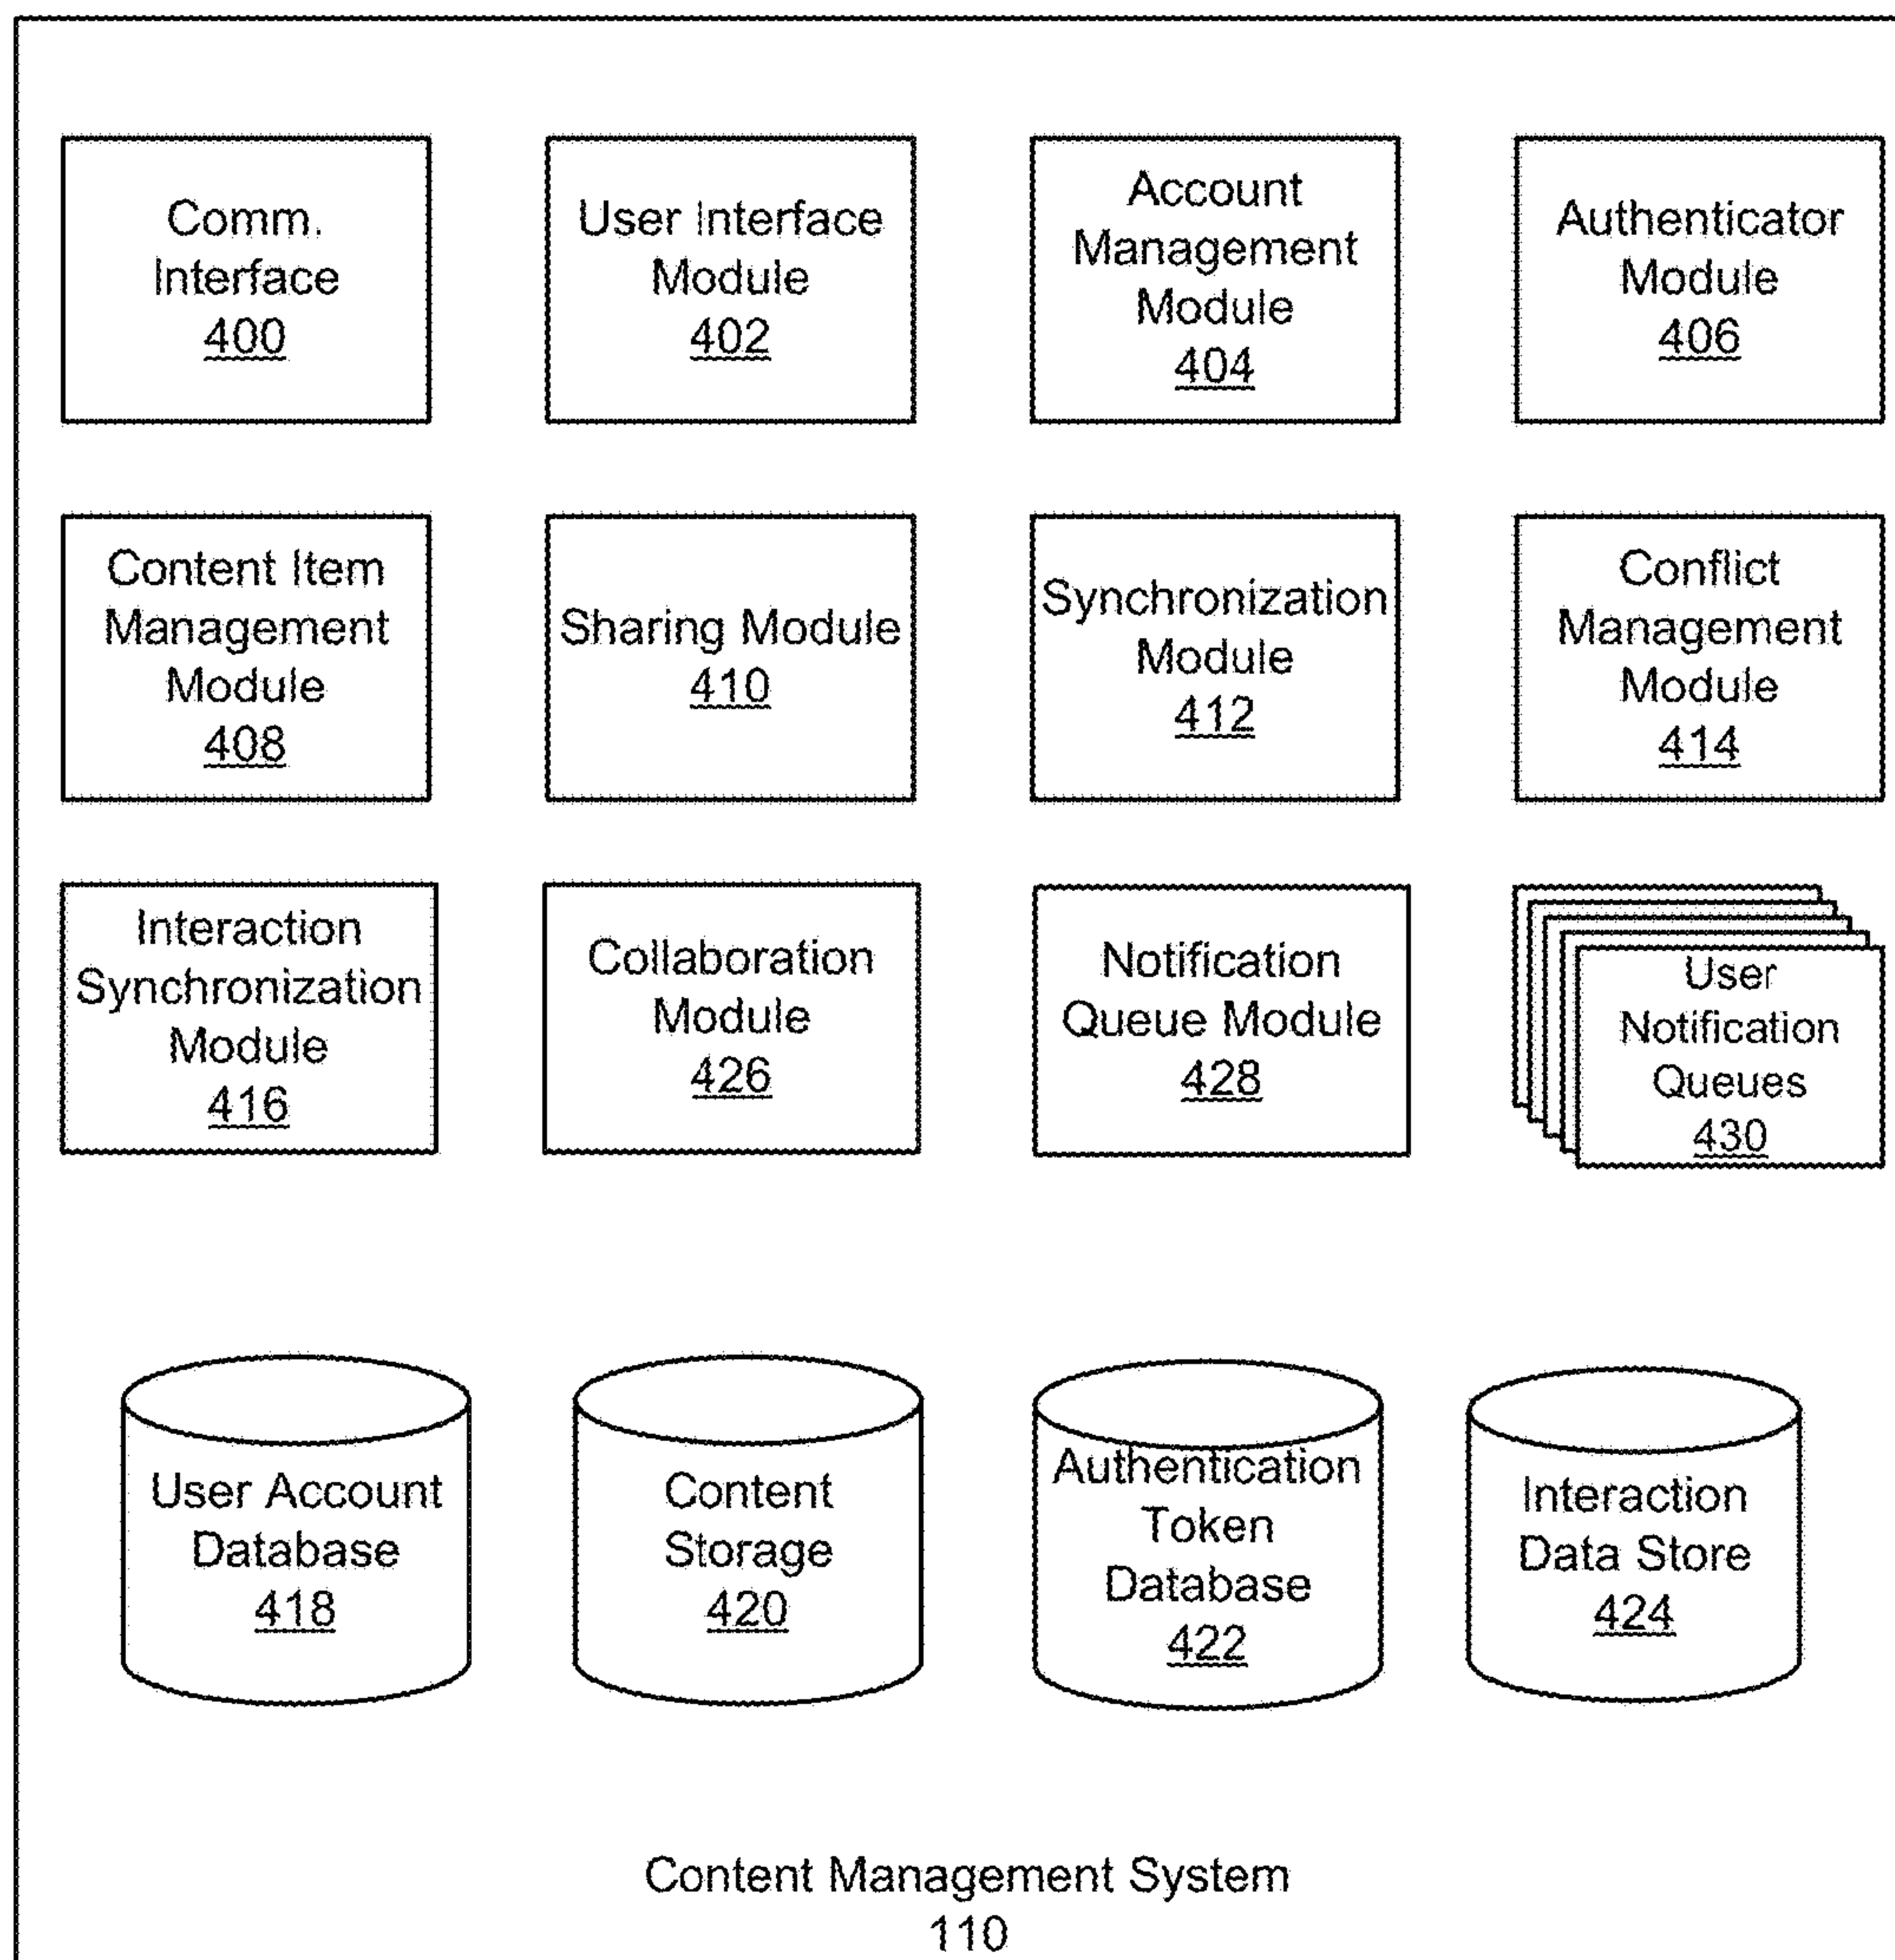 Comm.
Interface
400
User Interface
Module
402
Account
Management
Module
404
Authenticator
Module
406
Content Item
Management
Module
408
Sharing Module
410
Synchronization
Module
412
Conflict
Management
Module
414
Interaction
Synchronization
Module
416
Collaboration
Module
426
Notification
Queue Module
428
User
Notification
Queues
430
User Account
Database
418
Content
Storage
420
Authentication
Token
Database
422
Interaction
Data Store
424
Content Management System
110